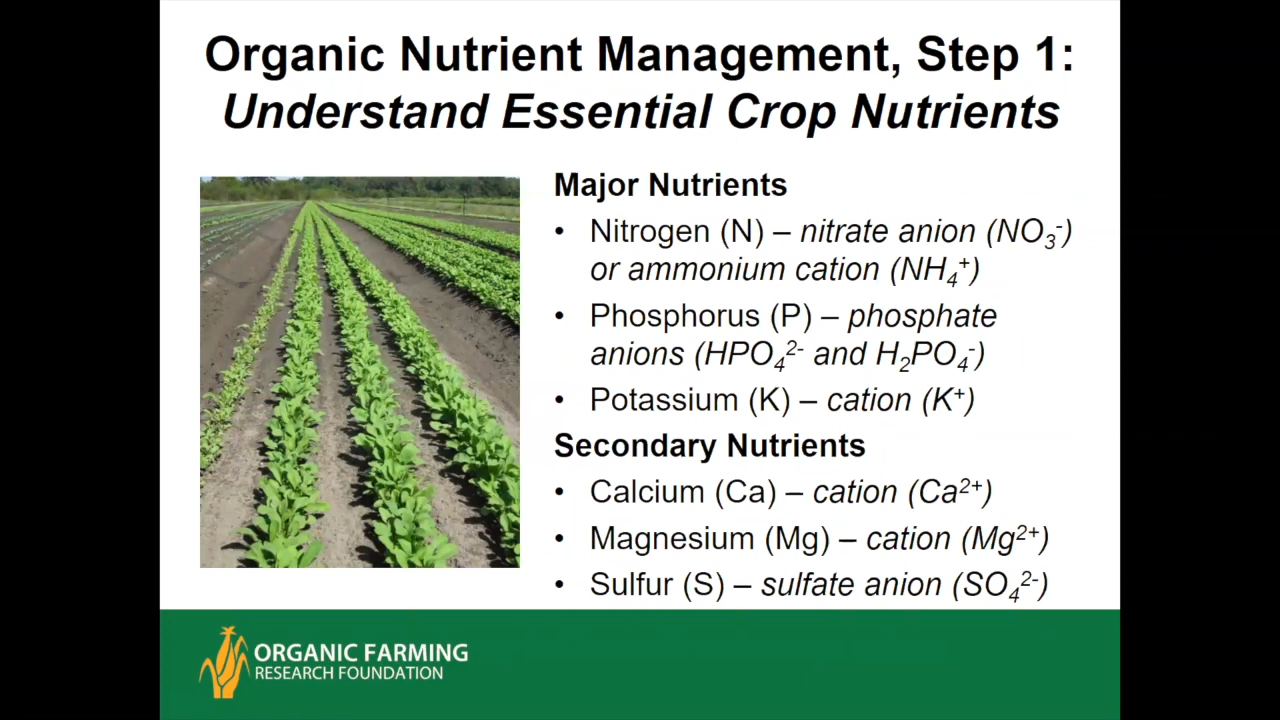 Organic Nutrient Management, Step 1:
Understand Essential Crop Nutrients
Major Nutrients
• Nitrogen (N) – nitrate anion (NO₃⁻)
or ammonium cation (NH₄⁺)
• Phosphorus (P) – phosphate
anions (HPO₄²⁻ and H₂PO₄⁻)
• Potassium (K) – cation (K⁺)
Secondary Nutrients
• Calcium (Ca) – cation (Ca²⁺)
• Magnesium (Mg) – cation (Mg²⁺)
• Sulfur (S) – sulfate anion (SO₄²⁻)
ORGANIC FARMING
RESEARCH FOUNDATION